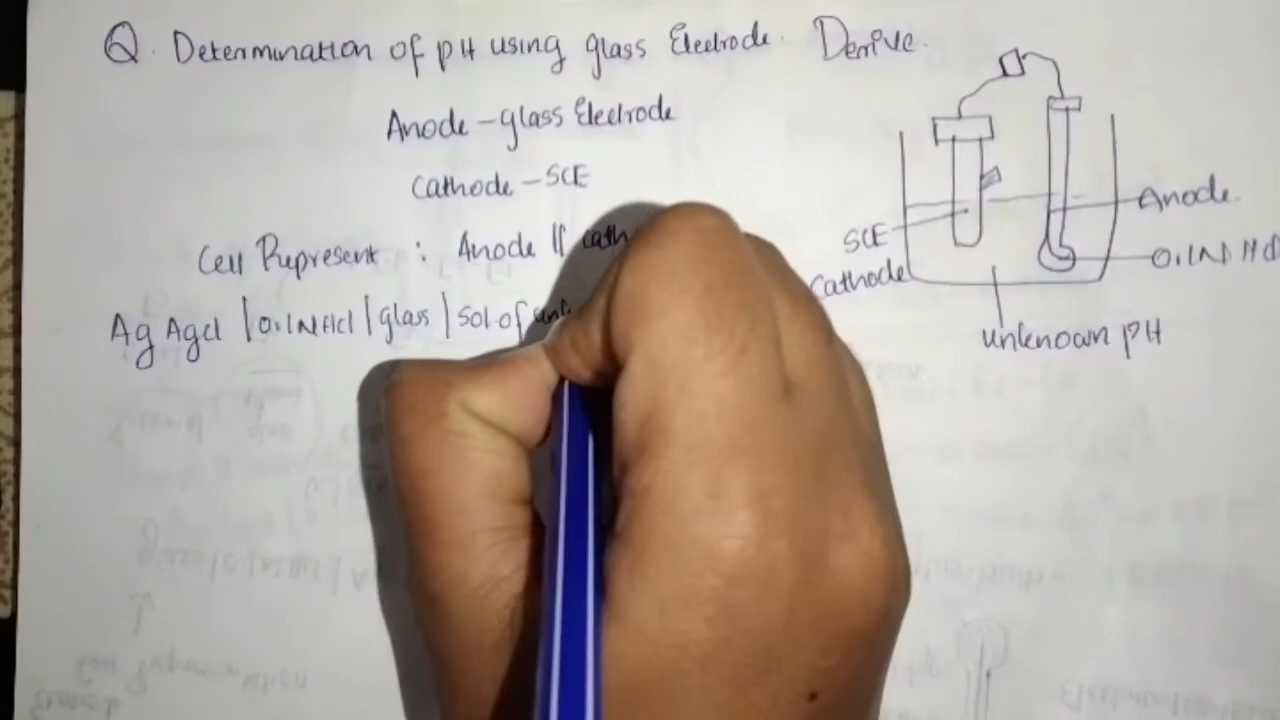 Q. Determination of pH using glass Electrode. Derive.
Anode - glass Electrode
Cathode - SCE
Cell Represent : Anode || cath
Ag Agcl | 0.1N Hcl | glass | sol. of
SCE
Cathode
Anode
0.1N Hcl
unknown pH